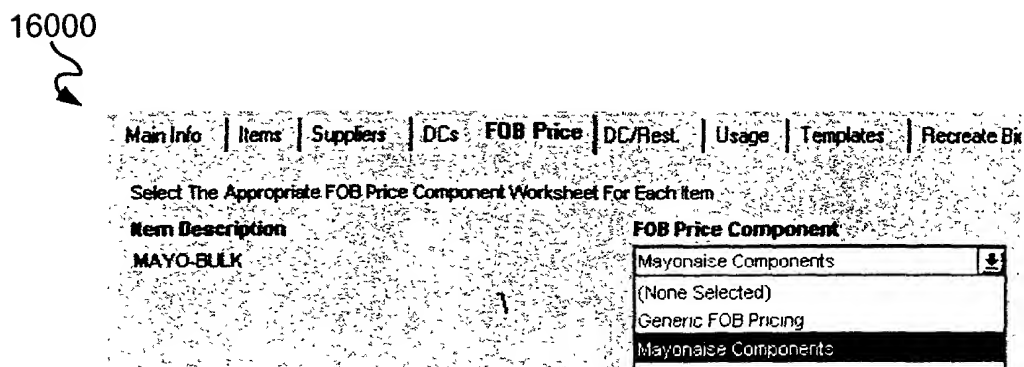 16000
Main Info Items Suppliers DCs FOB Price DC/Rest. Usage Templates Recreate
Select The Appropriate FOB Price Component Worksheet For Each Item
Item Description FOB Price Component
MAYO-BULK Mayonaise Components
(None Selected)
Generic FOB Pricing
Mayonaise Components